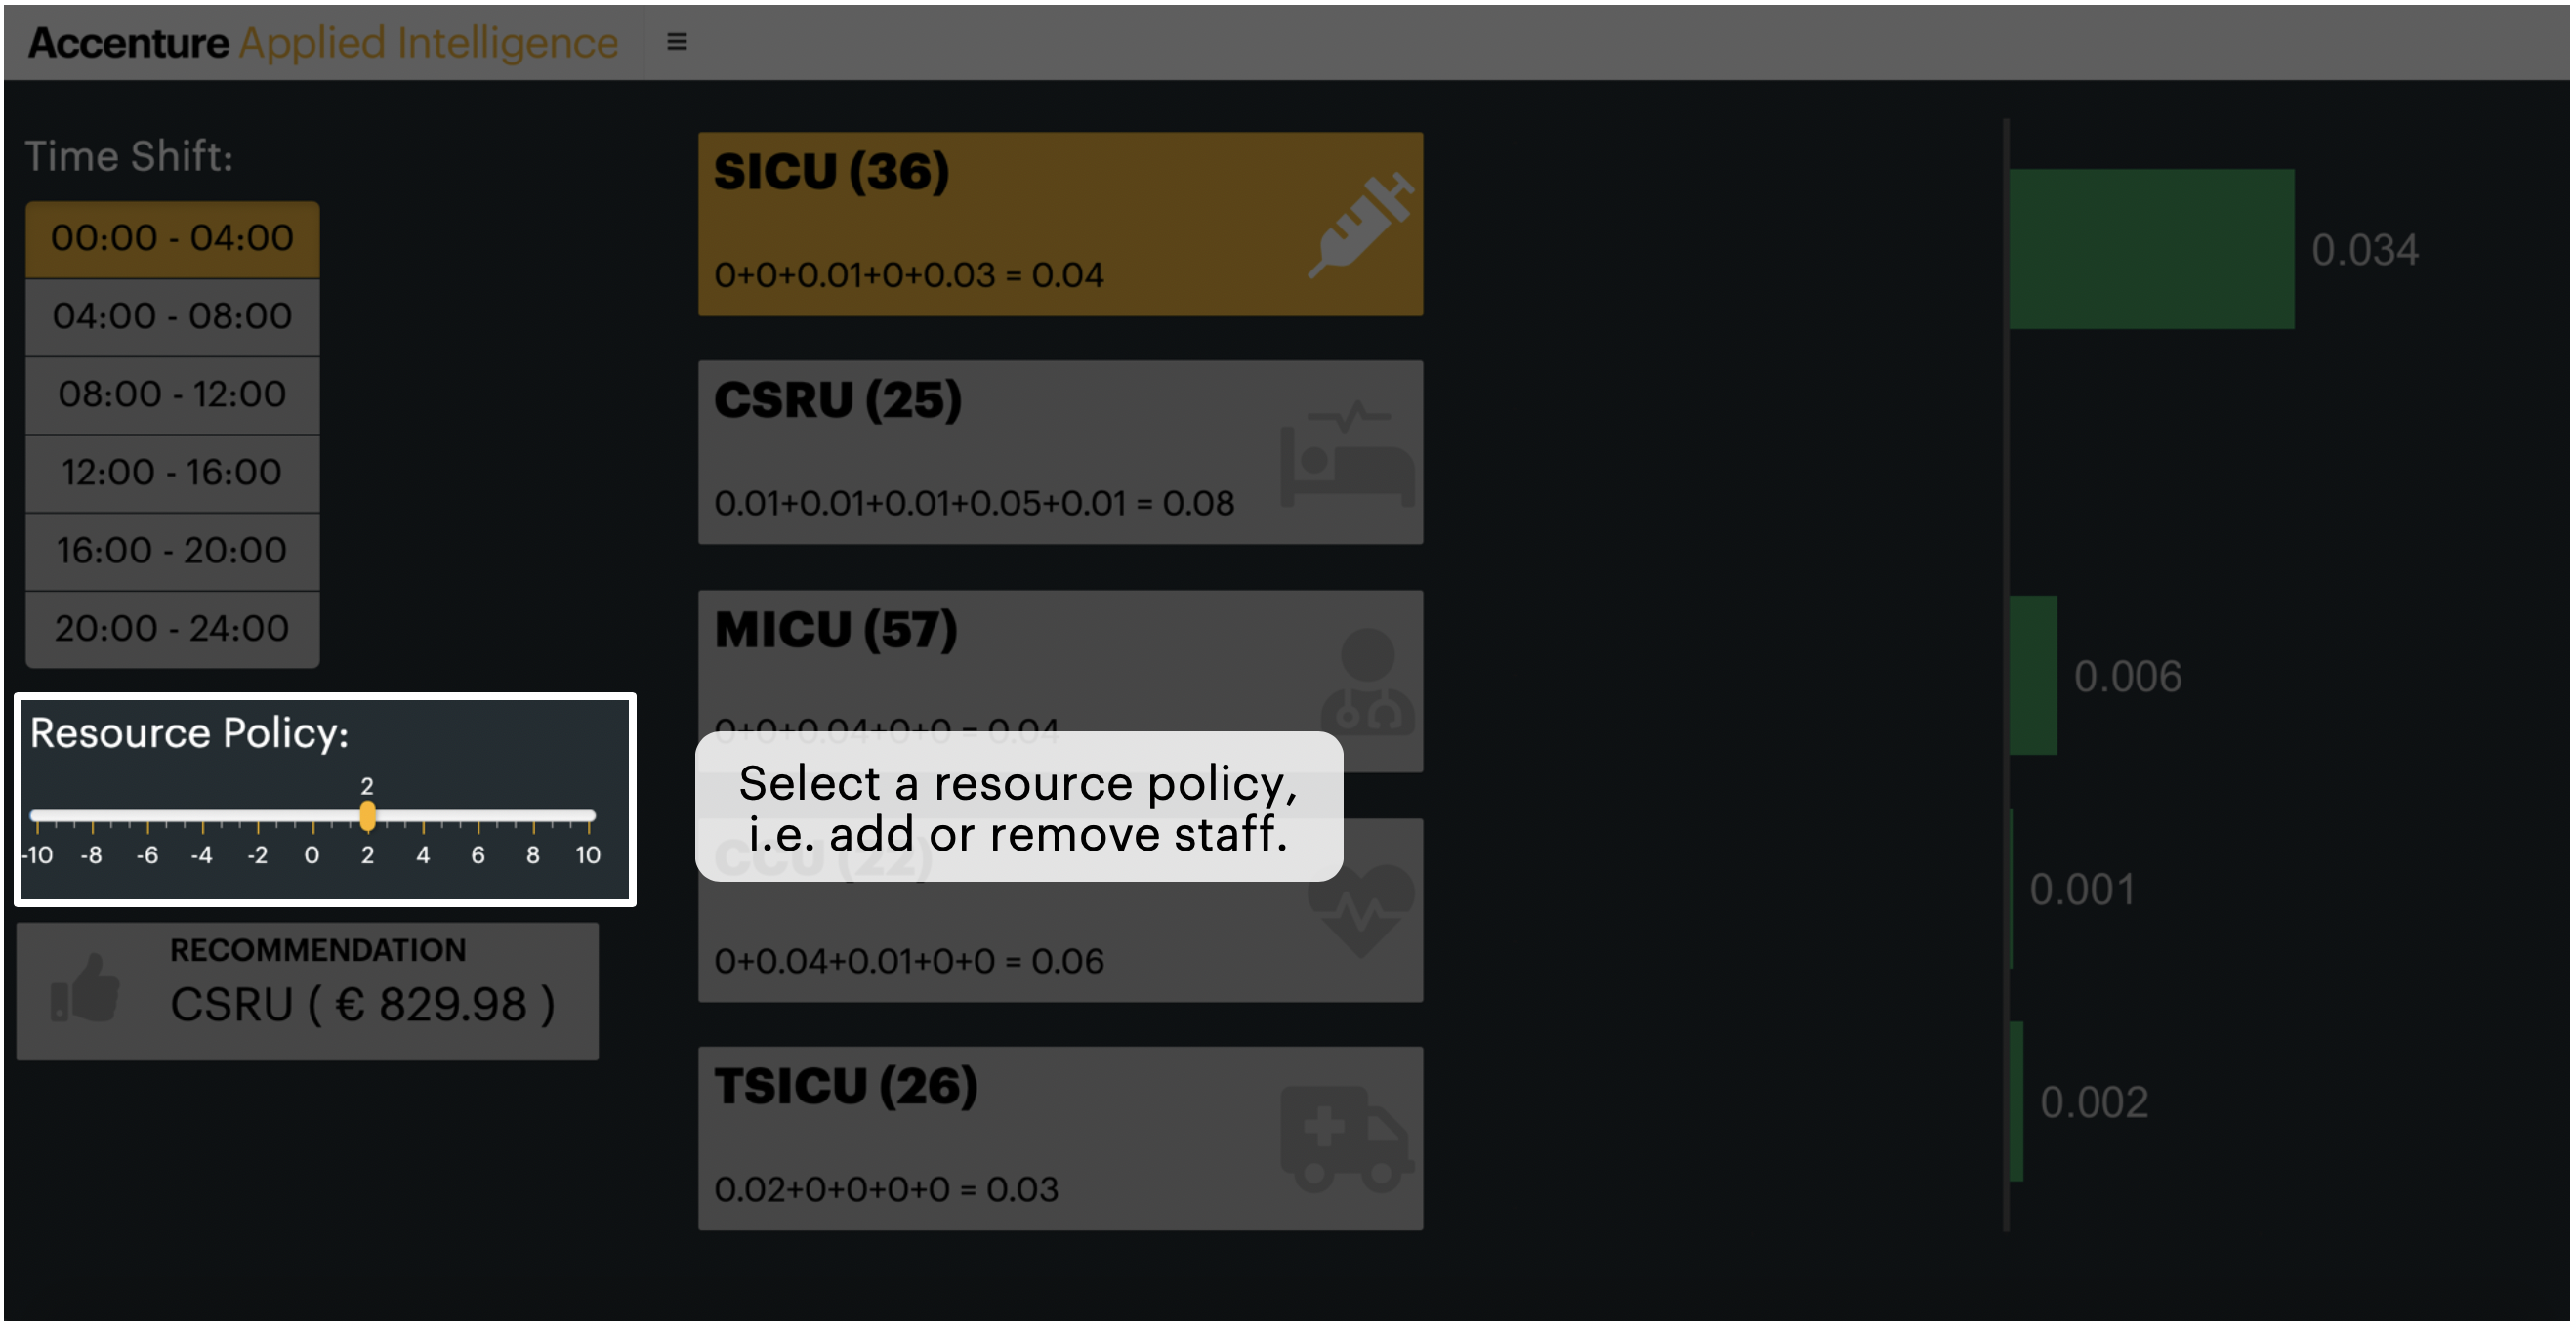 Accenture Applied Intelligence
Time Shift:
00:00 - 04:00
04:00 - 08:00
08:00 - 12:00
12:00 - 16:00
16:00 - 20:00
20:00 - 24:00
Resource Policy:
2
-10 -8 -6 -4 -2 0 2 4 6 8 10
RECOMMENDATION
CSRU ( € 829.98 )
SICU (36)
0+0+0.01+0+0.03 = 0.04
CSRU (25)
0.01+0.01+0.01+0.05+0.01 = 0.08
MICU (57)
0+0+0.04+0+0 = 0.04
Select a resource policy,
i.e. add or remove staff.
CCU (22)
0+0.04+0.01+0+0 = 0.06
TSICU (26)
0.02+0+0+0+0 = 0.03
0.034
0.006
0.001
0.002